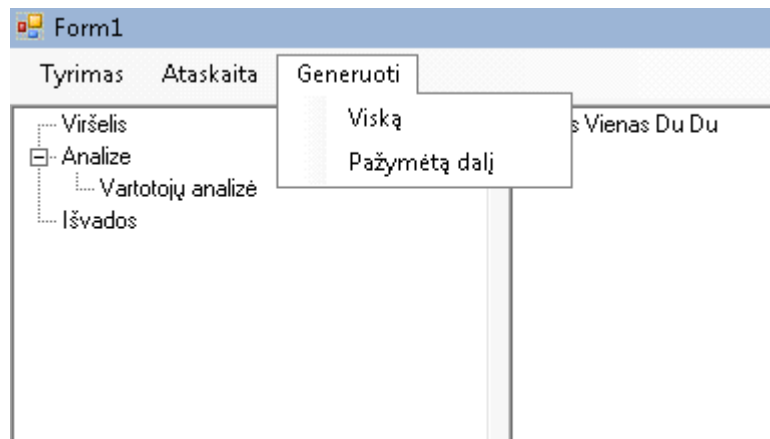 Form1
Tyrimas Ataskaita Generuoti
Viską
Pažymėtą dalį
Viršelis
Analize
Vartotojų analizė
Išvados
Vienas Du Du